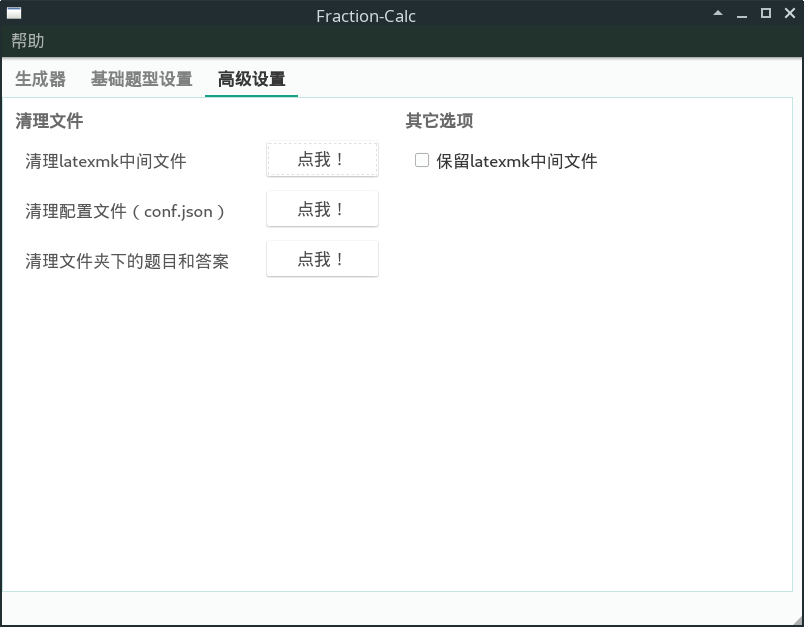 Fraction-Calc
帮助
生成器 基础题型设置 高级设置
清理文件 其它选项
清理latexmk中间文件 点我！ 保留latexmk中间文件
清理配置文件（conf.json） 点我！
清理文件夹下的题目和答案 点我！